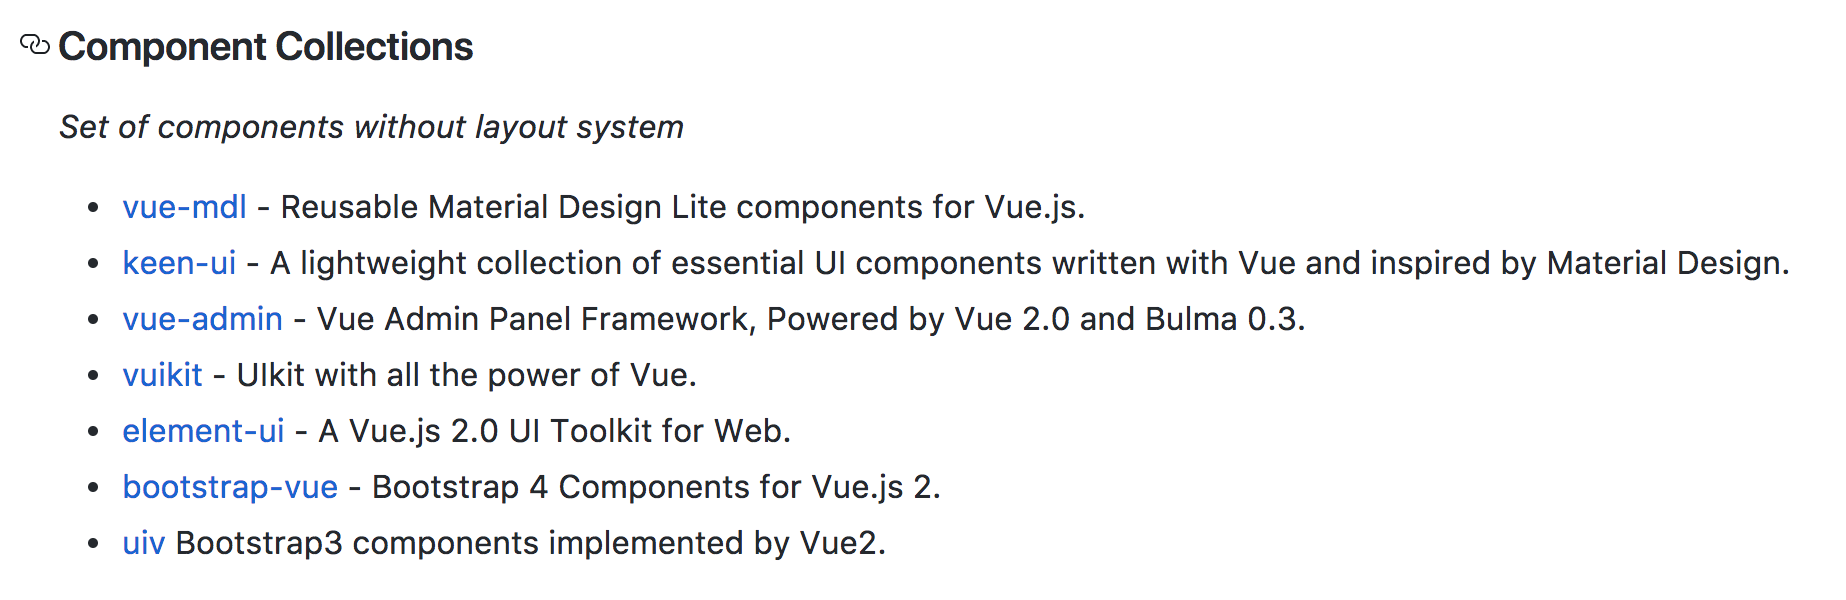 Component Collections
Set of components without layout system
vue-mdl - Reusable Material Design Lite components for Vue.js.
keen-ui - A lightweight collection of essential UI components written with Vue and inspired by Material Design.
vue-admin - Vue Admin Panel Framework, Powered by Vue 2.0 and Bulma 0.3.
vuikit - UIkit with all the power of Vue.
element-ui - A Vue.js 2.0 UI Toolkit for Web.
bootstrap-vue - Bootstrap 4 Components for Vue.js 2.
uiv Bootstrap3 components implemented by Vue2.